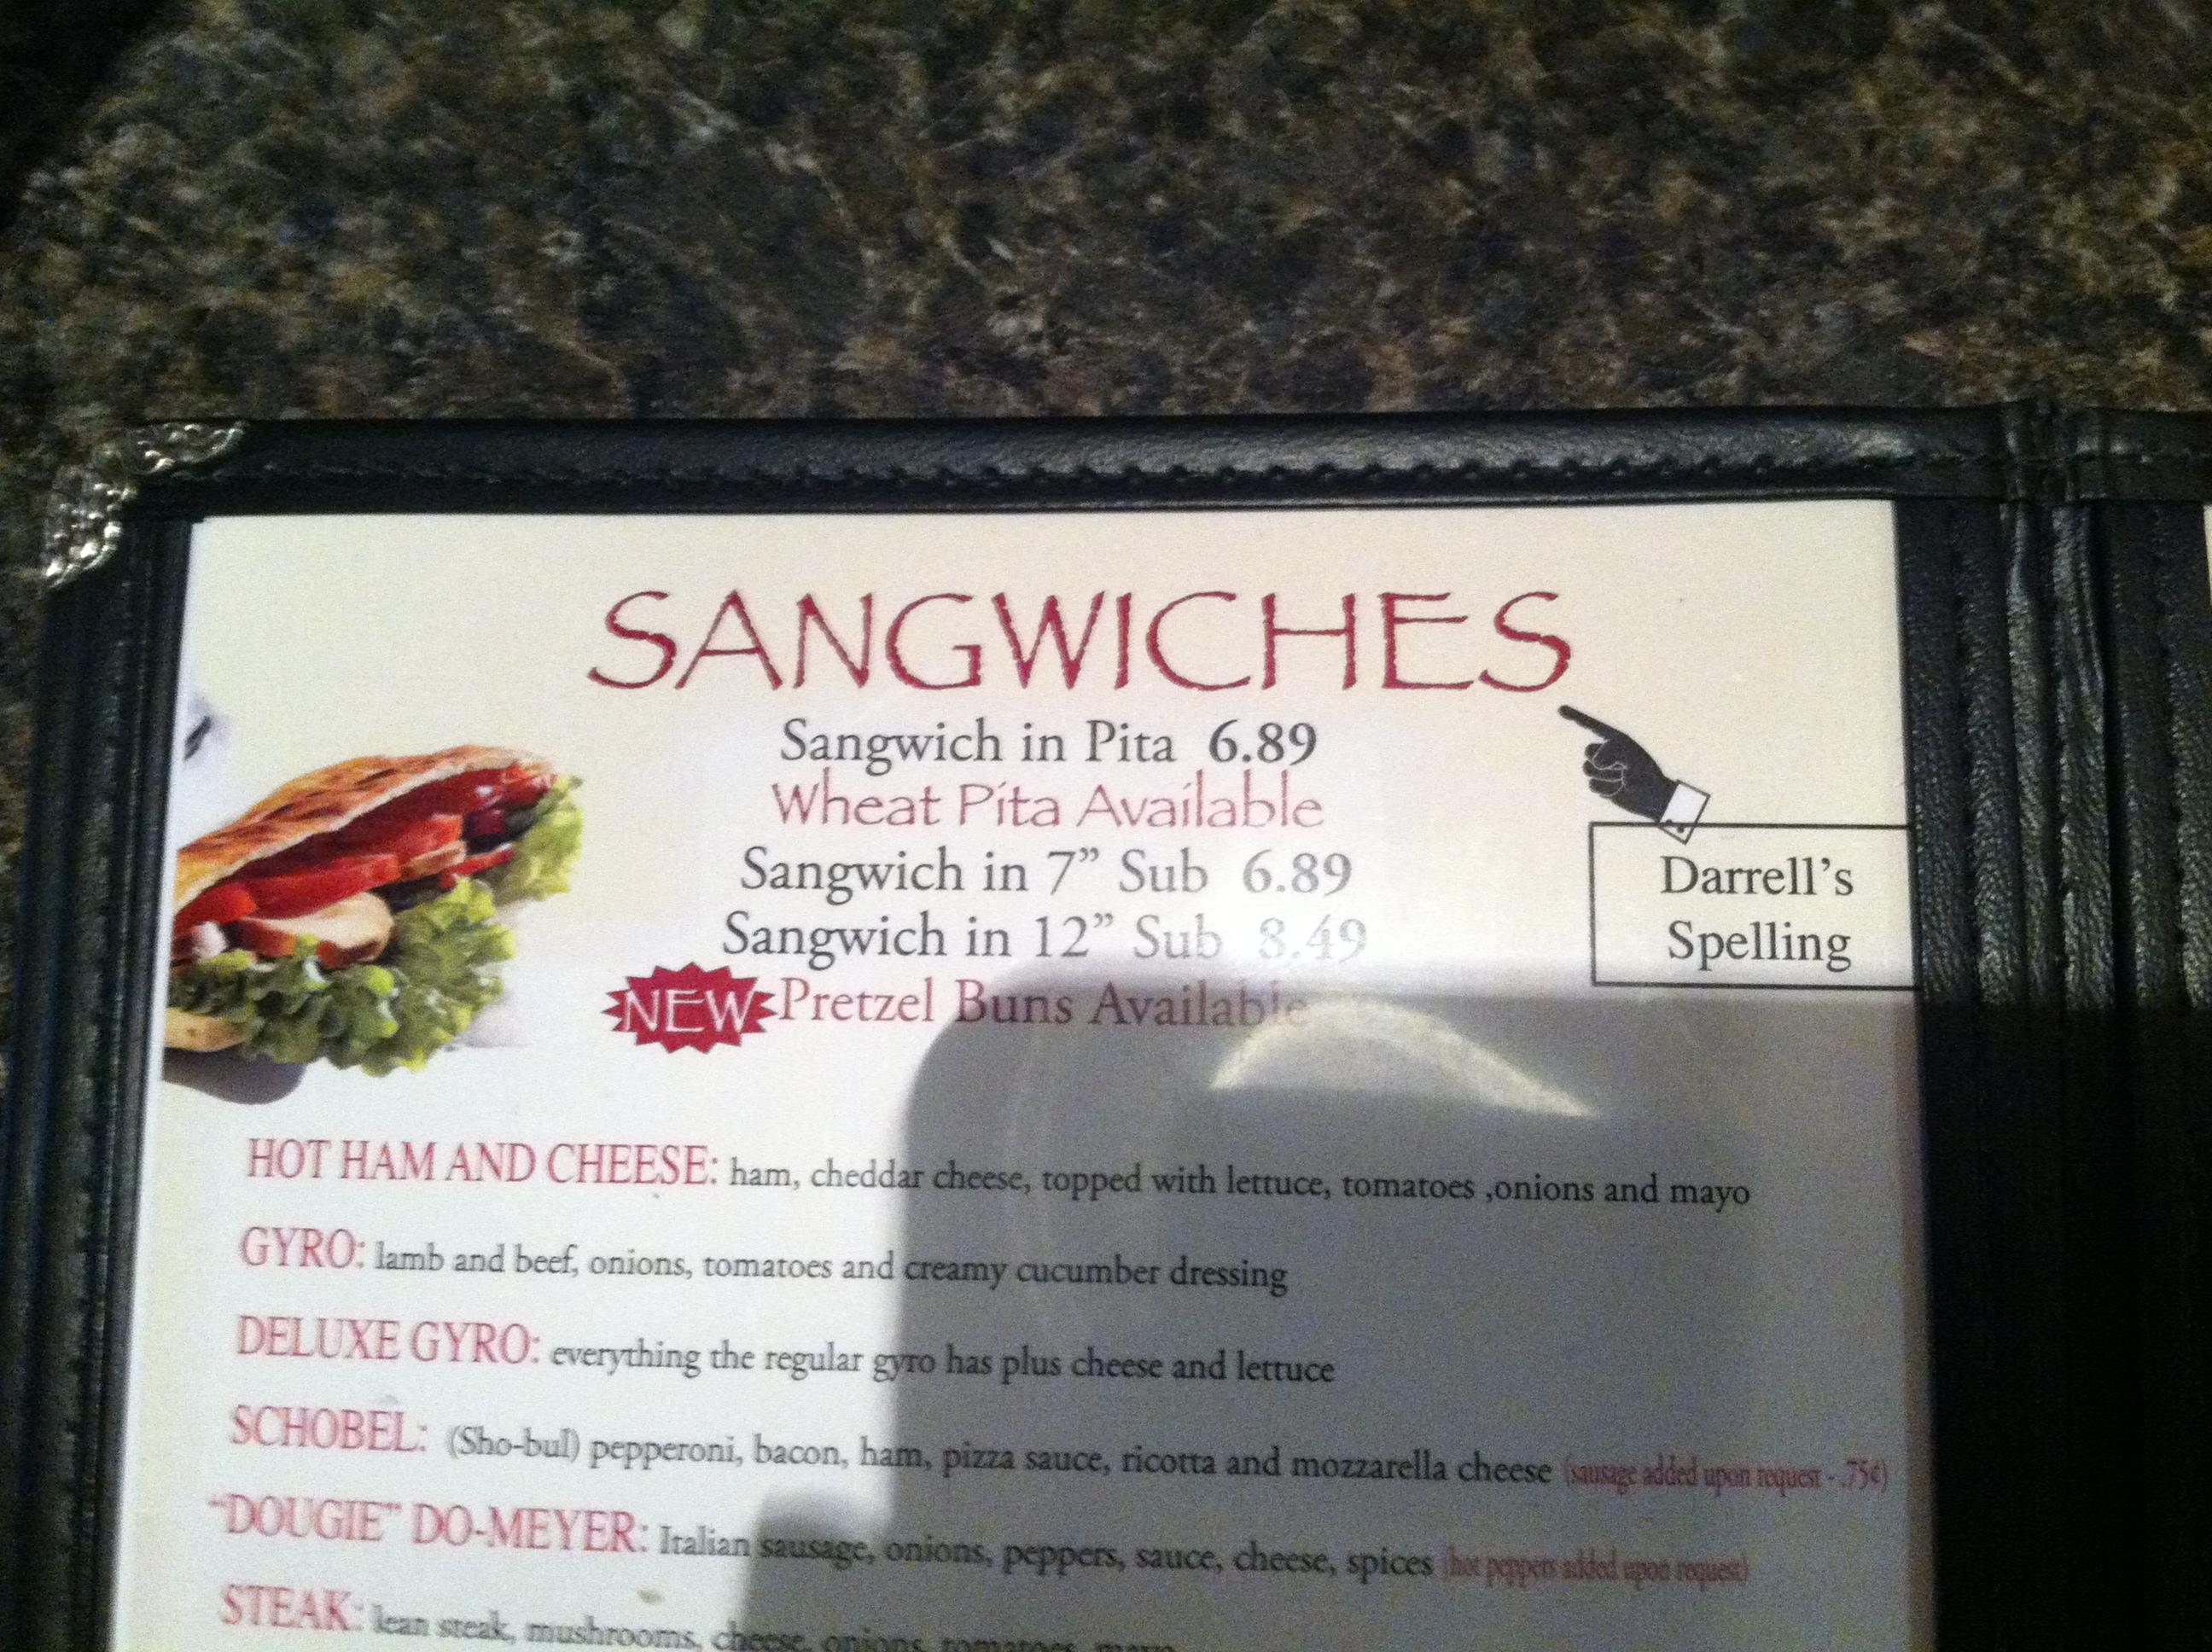 SANGWICHES
Sangwich in Pita 6.89
Wheat Pita Available
Sangwich in 7" Sub 6.89
Sangwich in 12" Sub 8.49
NEW Pretzel Buns Available
Darrell's
Spelling
HOT HAM AND CHEESE: ham, cheddar cheese, topped with lettuce, tomatoes ,onions and mayo
GYRO: lamb and beef, onions, tomatoes and creamy cucumber dressing
DELUXE GYRO: everything the regular gyro has plus cheese and lettuce
SCHOBEL: (Sho-bul) pepperoni, bacon, ham, pizza sauce, ricotta and mozzarella cheese (sausage added upon request - .75¢)
"DOUGIE" DO-MEYER: Italian sausage, onions, peppers, sauce, cheese, spices (hot peppers added upon request)
STEAK: lean steak, mushrooms, cheese, onions, tomatoes, mayo